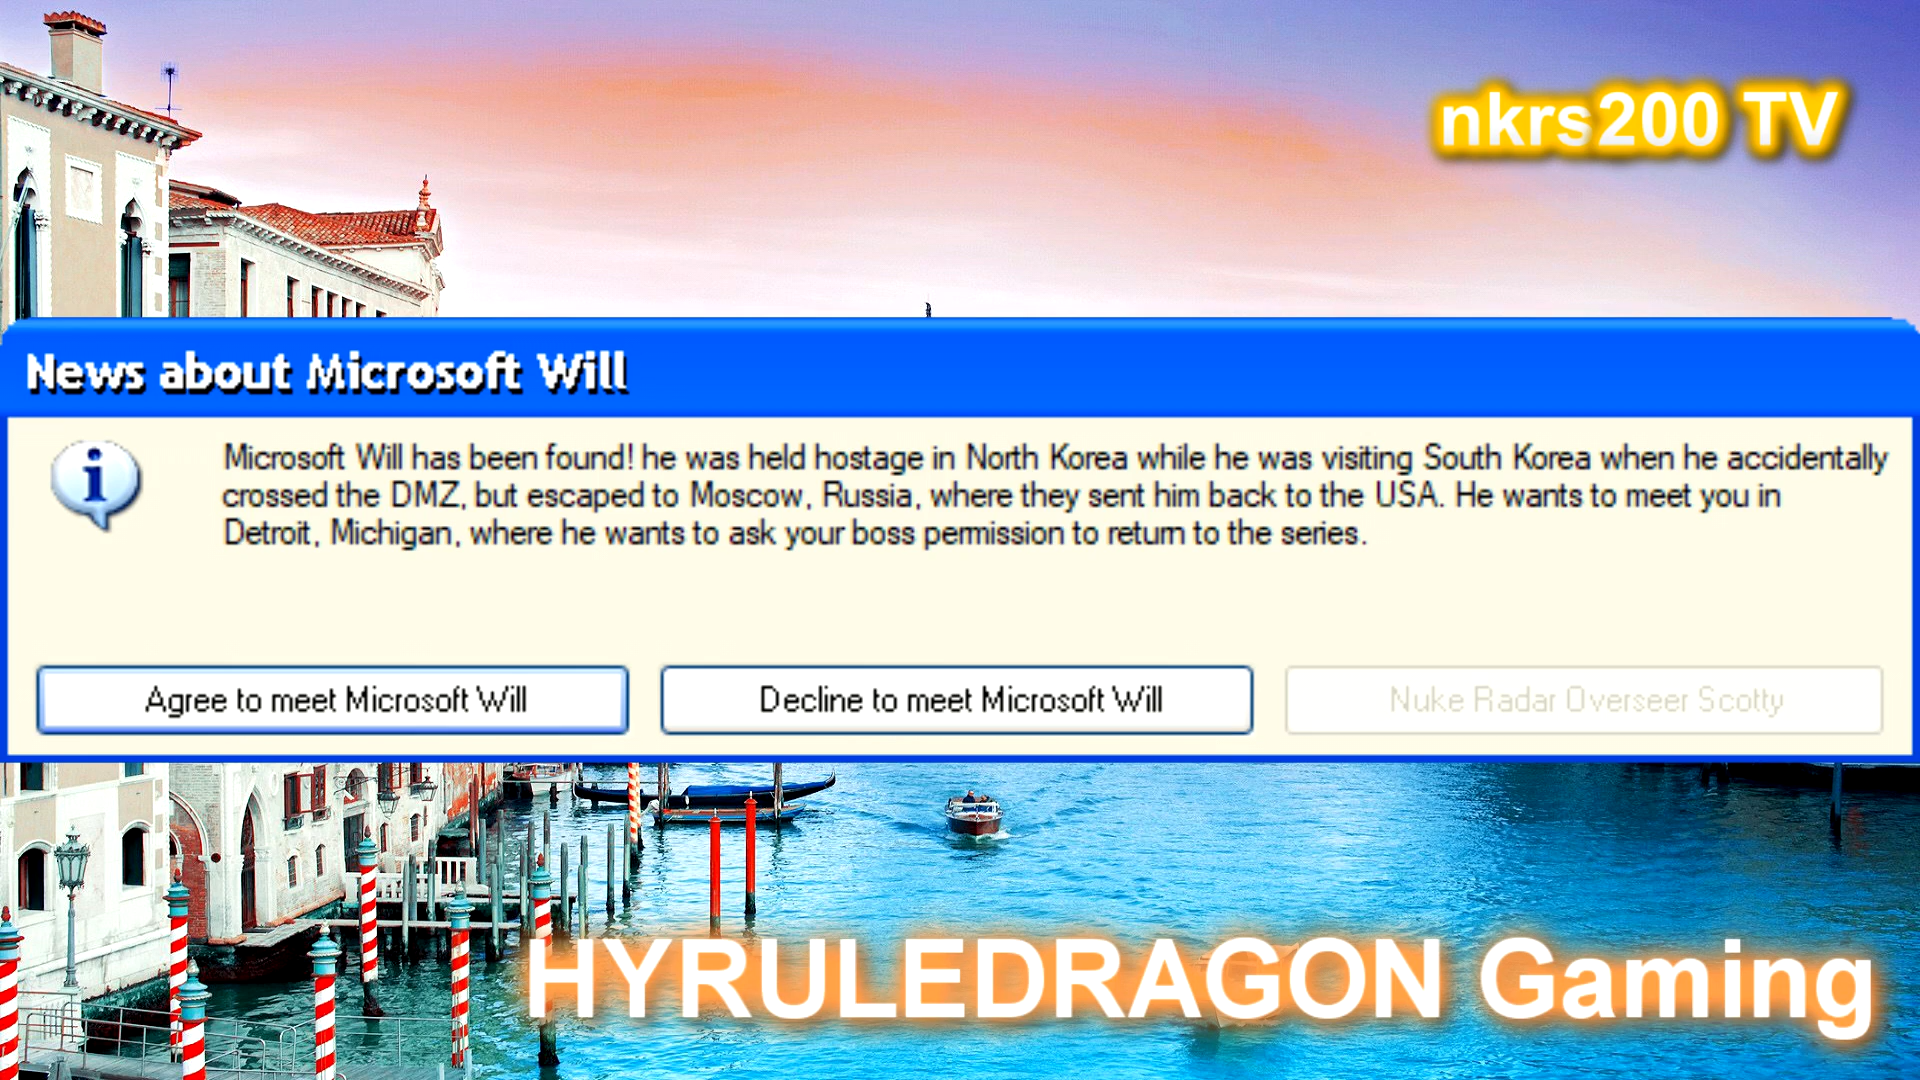 nkrs200 TV
News about Microsoft Will
Microsoft Will has been found! he was held hostage in North Korea while he was visiting South Korea when he accidentally
crossed the DMZ, but escaped to Moscow, Russia, where they sent him back to the USA. He wants to meet you in
Detroit, Michigan, where he wants to ask your boss permission to return to the series.
Agree to meet Microsoft Will
Decline to meet Microsoft Will
Nuke Radar Overseer Scotty
HYRULEDRAGON Gaming